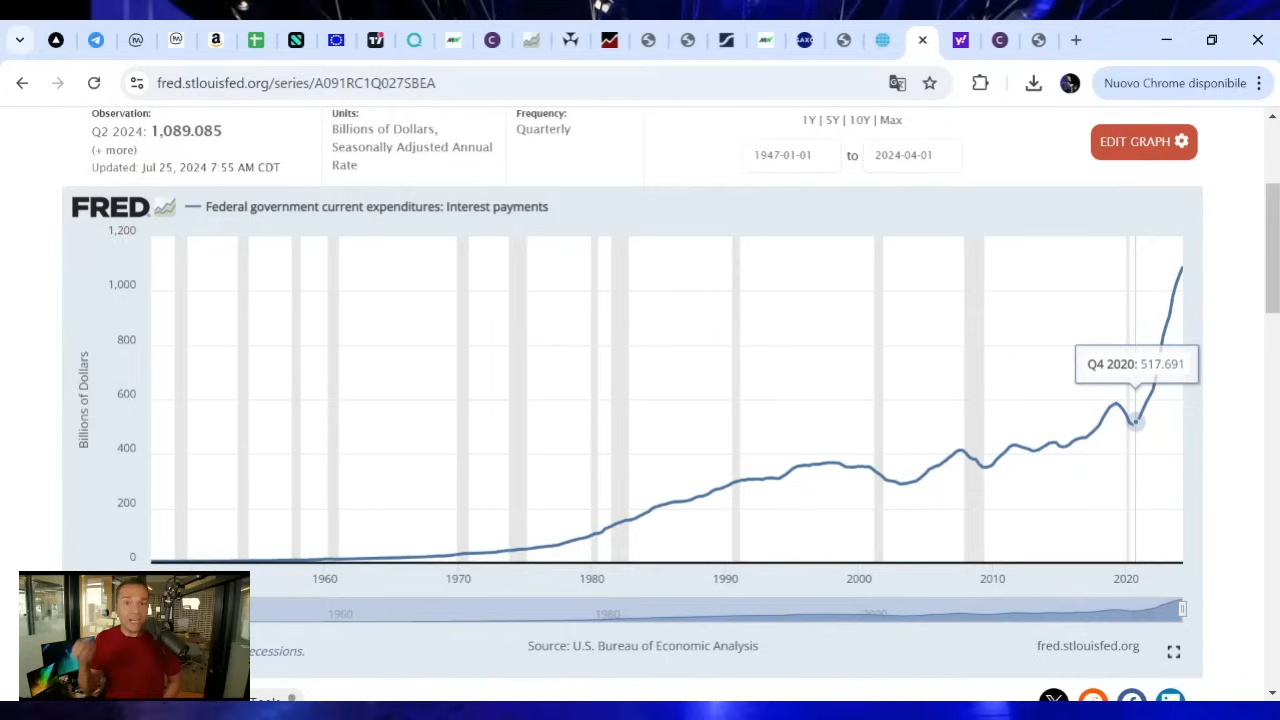 fred.stlouisfed.org/series/A091RC1Q027SBEA
Nuovo Chrome disponibile
Observation:
Q2 2024: 1,089.085
(+ more)
Updated: Jul 25, 2024 7:55 AM CDT
Units:
Billions of Dollars,
Seasonally Adjusted Annual
Rate
Frequency:
Quarterly
1Y | 5Y | 10Y | Max
1947-01-01 to 2024-04-01
EDIT GRAPH
FRED
Federal government current expenditures: Interest payments
1,200
1,000
800
600
400
200
0
Billions of Dollars
Q4 2020: 517.691
1960 1970 1980 1990 2000 2010 2020
1960 1980 2000
ecessions.
Source: U.S. Bureau of Economic Analysis
fred.stlouisfed.org